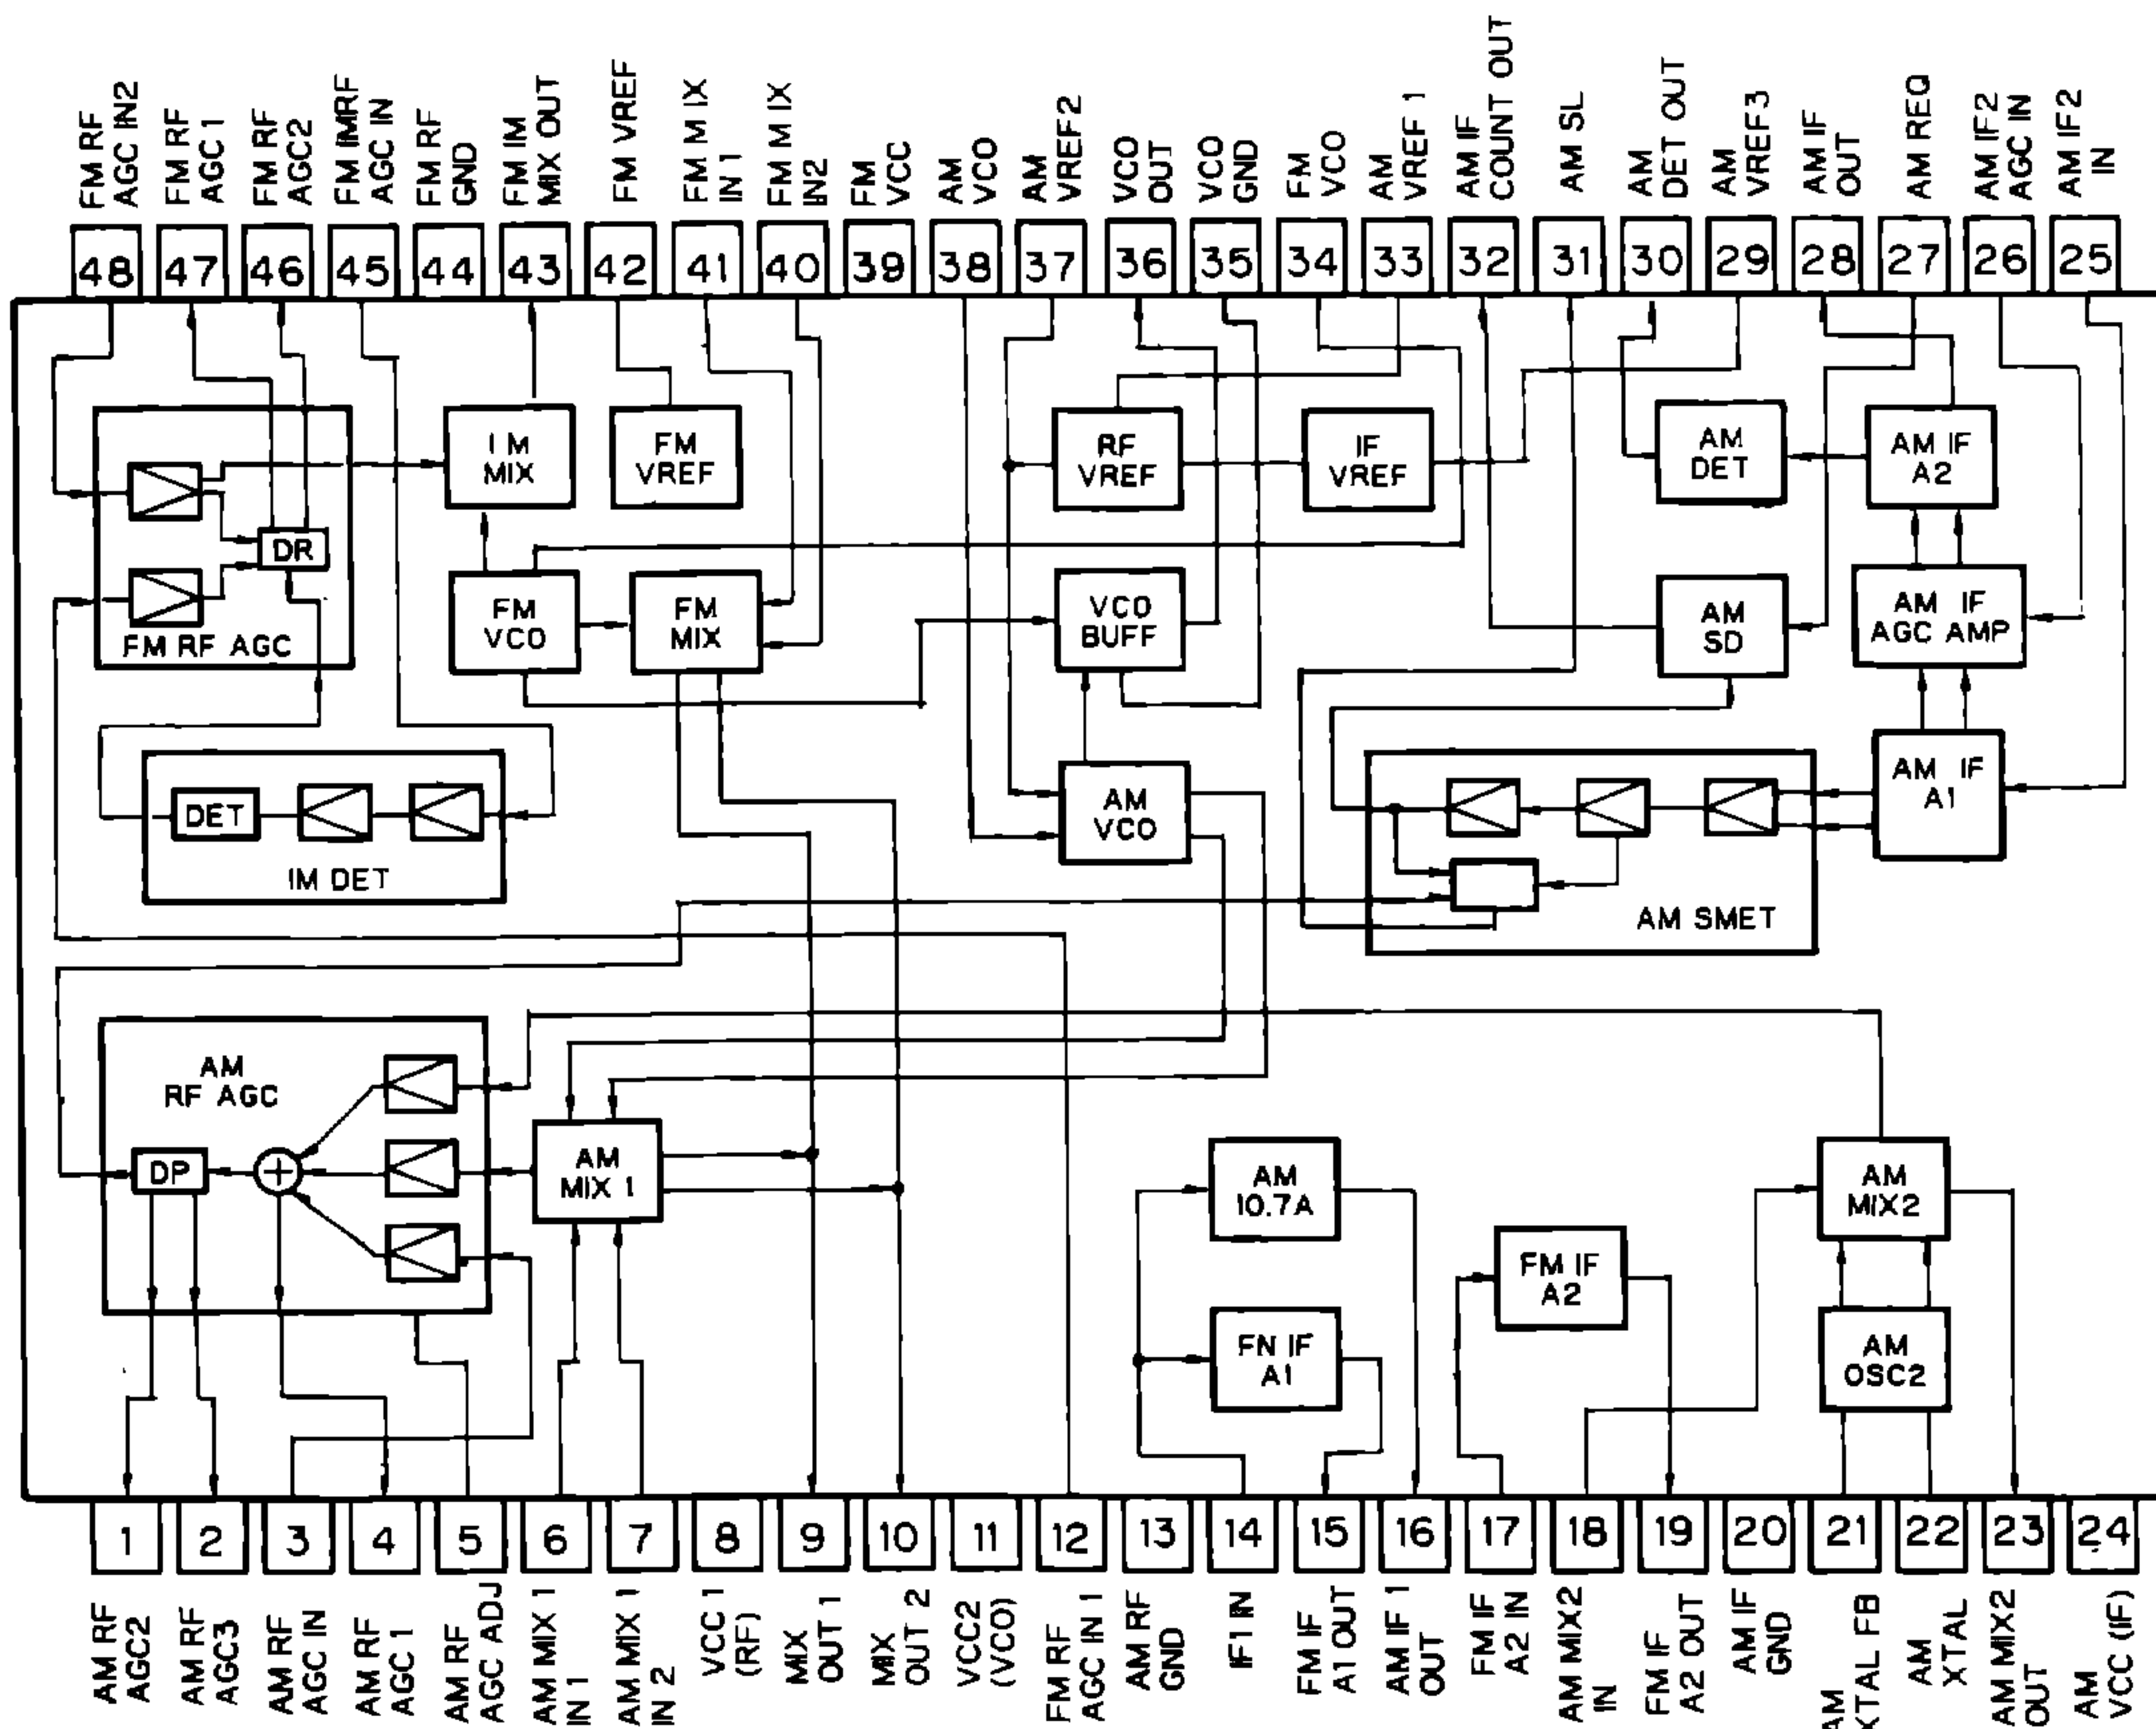 FM RF
AGC IN2
FM RF
AGC 1
FM RF
AGC2
FM IMRF
AGC IN
FM RF
GND
FM IM
MIX OUT
FM VREF
FM M IX
IN 1
FM M IX
IN2
FM
VCC
AM
VCO
AM
VREF2
VCO
OUT
VCO
GND
FM
VCO
AM
VREF 1
AM IF
COUNT OUT
AM SL
AM
DET OUT
AM
VREF3
AM IF
OUT
AM REQ
AM IF2
AGC IN
AM IF2
IN
48 47 46 45 44 43 42 41 40 39 38 37 36 35 34 33 32 31 30 29 28 27 26 25
I M
MIX
FM
VREF
RF
VREF
IF
VREF
AM
DET
AM IF
A2
DR
FM RF AGC
FM
VCO
FM
MIX
VCO
BUFF
AM
SD
AM IF
AGC AMP
DET
IM DET
AM
VCO
AM IF
A1
AM SMET
AM
RF AGC
DP
+
AM
MIX 1
AM
10.7A
AM
MIX2
FM IF
A2
FN IF
A1
AM
OSC2
1 2 3 4 5 6 7 8 9 10 11 12 13 14 15 16 17 18 19 20 21 22 23 24
AM RF
AGC2
AM RF
AGC3
AM RF
AGC IN
AM RF
AGC 1
AM RF
AGC ADJ
AM MIX 1
IN 1
AM MIX 1
IN 2
VCC 1
(RF)
MIX
OUT 1
MIX
OUT 2
VCC2
(VCO)
FM RF
AGC IN 1
AM RF
GND
IF1 IN
FM IF
A1 OUT
AM IF 1
OUT
FM IF
A2 IN
AM MIX2
IN
FM IF
A2 OUT
AM IF
GND
AM
XTAL FB
AM
XTAL
AM MIX2
OUT
AM
VCC (IF)